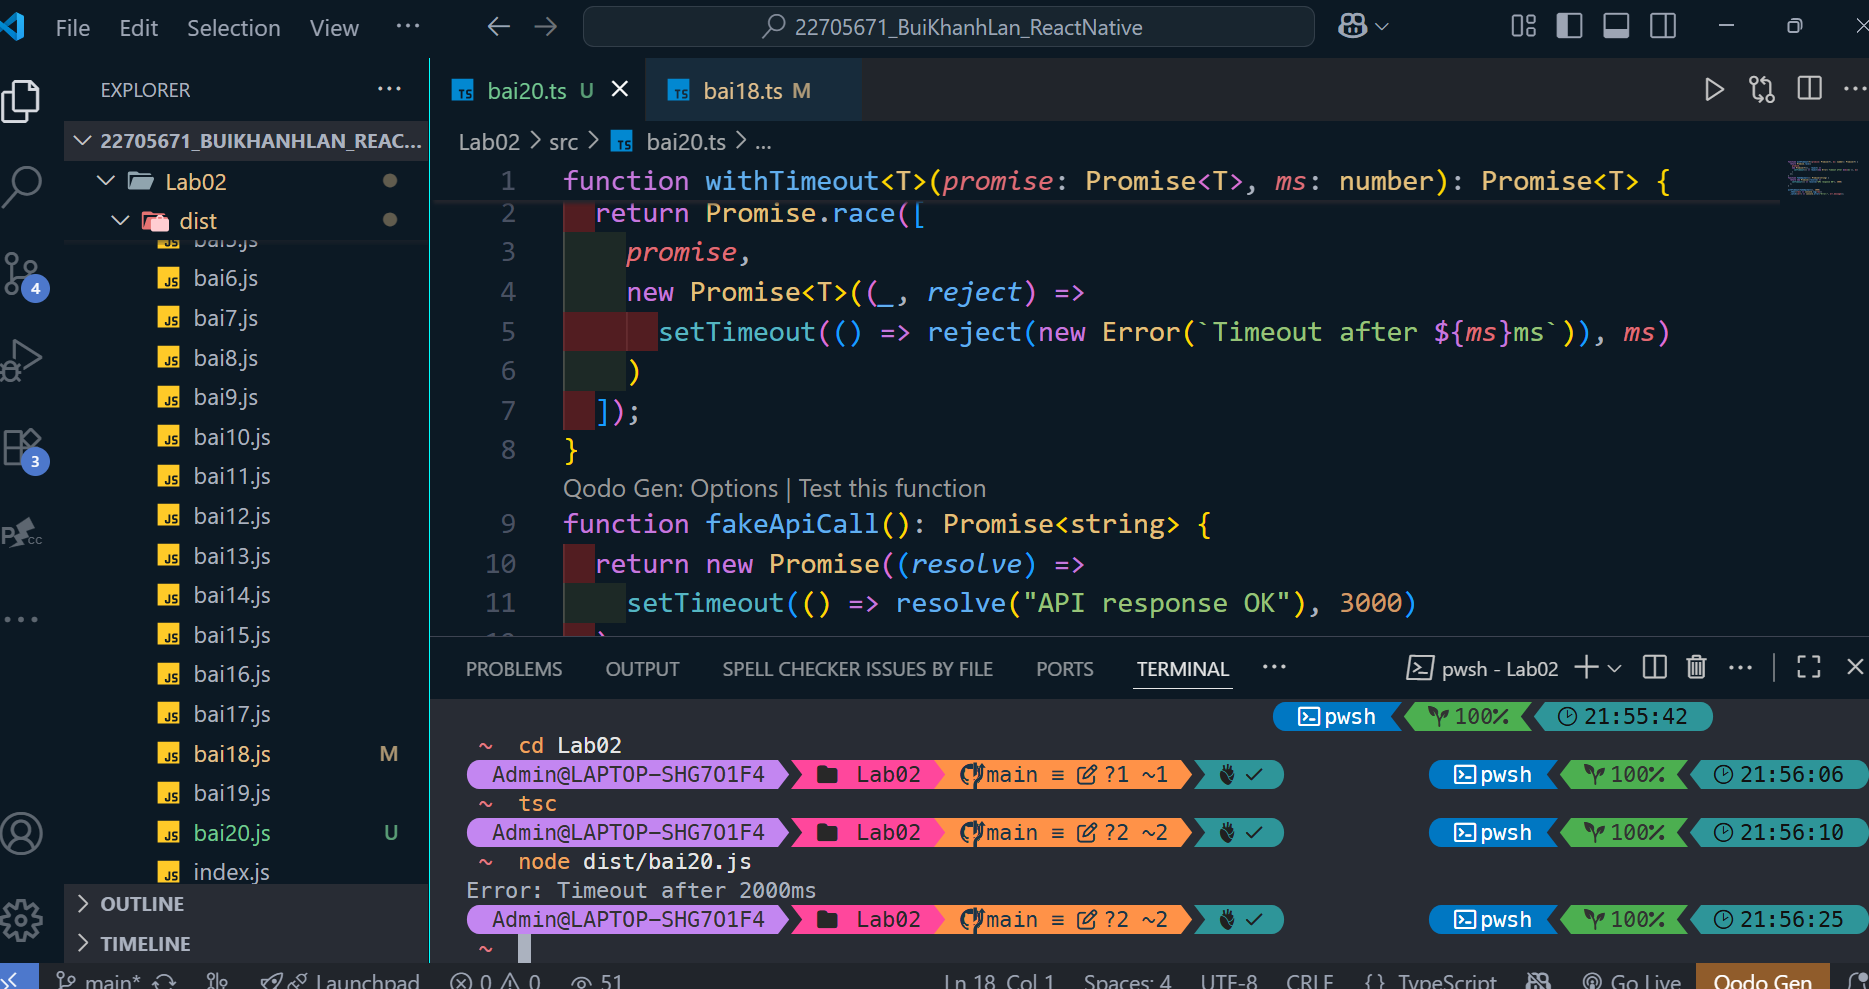 File Edit Selection View ···
22705671_BuiKhanhLan_ReactNative
EXPLORER ···
22705671_BUIKHANHLAN_REAC...
Lab02
dist
bai5.js
bai6.js
bai7.js
bai8.js
bai9.js
bai10.js
bai11.js
bai12.js
bai13.js
bai14.js
bai15.js
bai16.js
bai17.js
bai18.js M
bai19.js
bai20.js U
index.js
OUTLINE
TIMELINE
4
3
CC
TS bai20.ts U
TS bai18.ts M
Lab02 > src > TS bai20.ts > ...
1 function withTimeout<T>(promise: Promise<T>, ms: number): Promise<T> {
2 return Promise.race([
3 promise,
4 new Promise<T>((_, reject) =>
5 setTimeout(() => reject(new Error(`Timeout after ${ms}ms`)), ms)
6 )
7 ]);
8 }
Qodo Gen: Options | Test this function
9 function fakeApiCall(): Promise<string> {
10 return new Promise((resolve) =>
11 setTimeout(() => resolve("API response OK"), 3000)
PROBLEMS OUTPUT SPELL CHECKER ISSUES BY FILE PORTS TERMINAL ··· pwsh - Lab02
pwsh 100% 21:55:42
~ cd Lab02
Admin@LAPTOP-SHG7O1F4 Lab02 main ≡ ?1 ~1 pwsh 100% 21:56:06
~ tsc
Admin@LAPTOP-SHG7O1F4 Lab02 main ≡ ?2 ~2 pwsh 100% 21:56:10
~ node dist/bai20.js
Error: Timeout after 2000ms
Admin@LAPTOP-SHG7O1F4 Lab02 main ≡ ?2 ~2 pwsh 100% 21:56:25
~
main* Launchpad 0 0 51 Ln 18, Col 1 Spaces: 4 UTF-8 CRLF {} TypeScript Go Live Qodo Gen